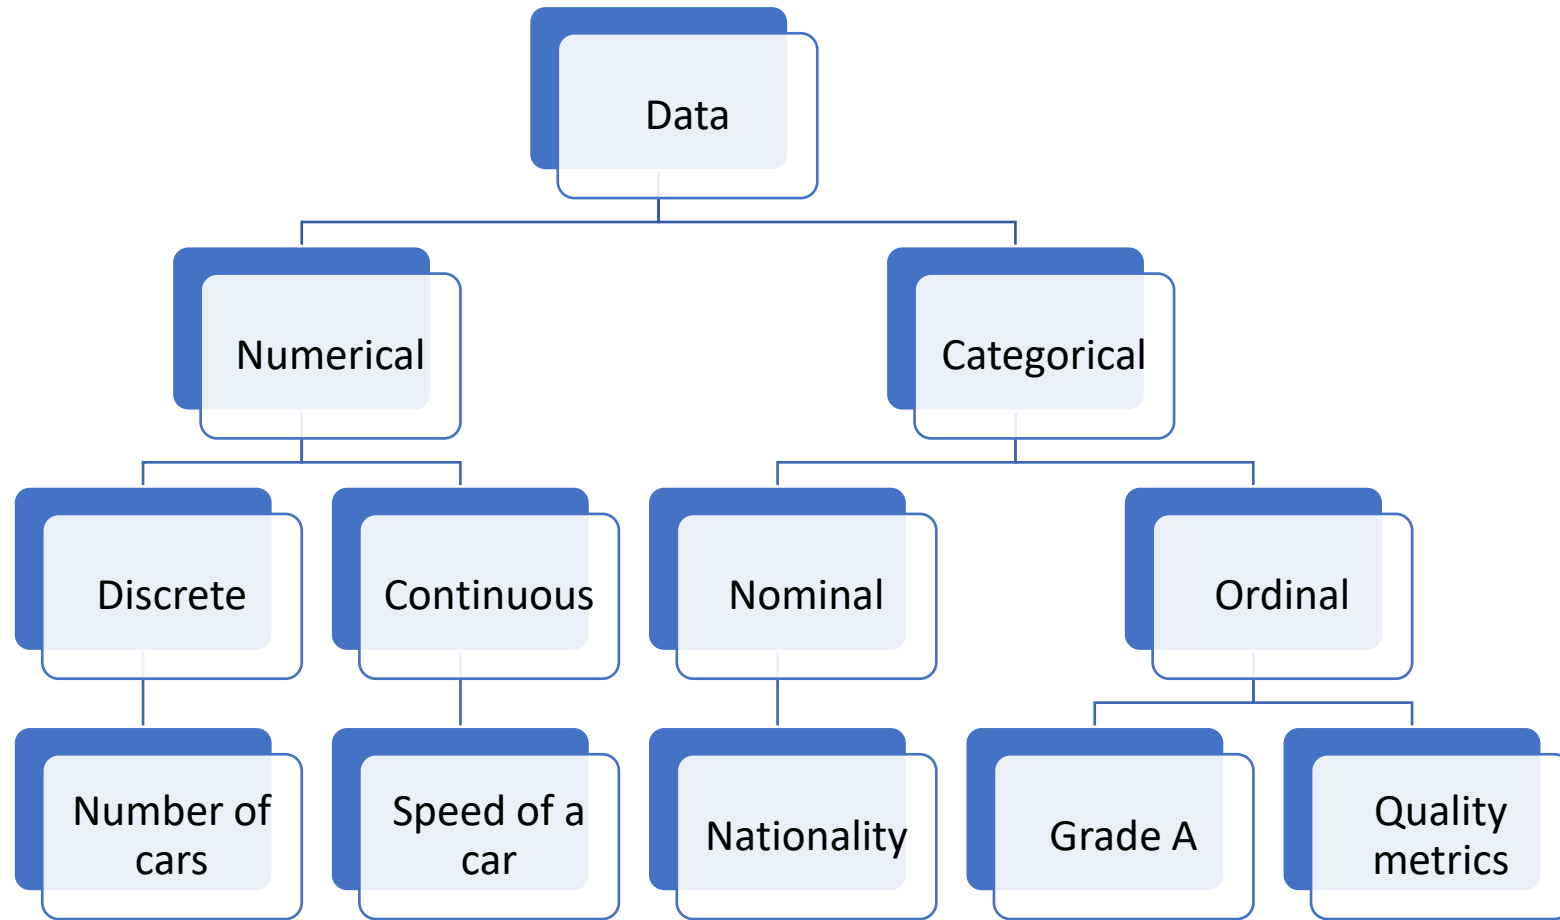 Data
Numerical
Categorical
Discrete
Continuous
Nominal
Ordinal
Number of
cars
Speed of a
car
Nationality
Grade A
Quality
metrics